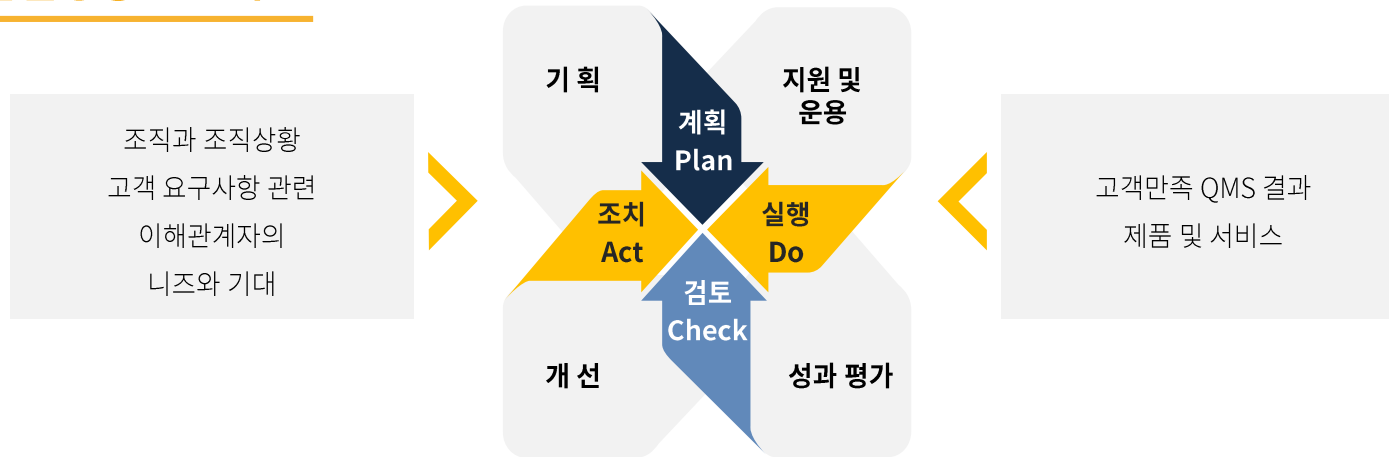 조직과 조직상황
고객 요구사항 관련
이해관계자의
니즈와 기대
기 획
계획
Plan
지원 및
운용
조치
Act
실행
Do
검토
Check
개 선
성과 평가
고객만족 QMS 결과
제품 및 서비스